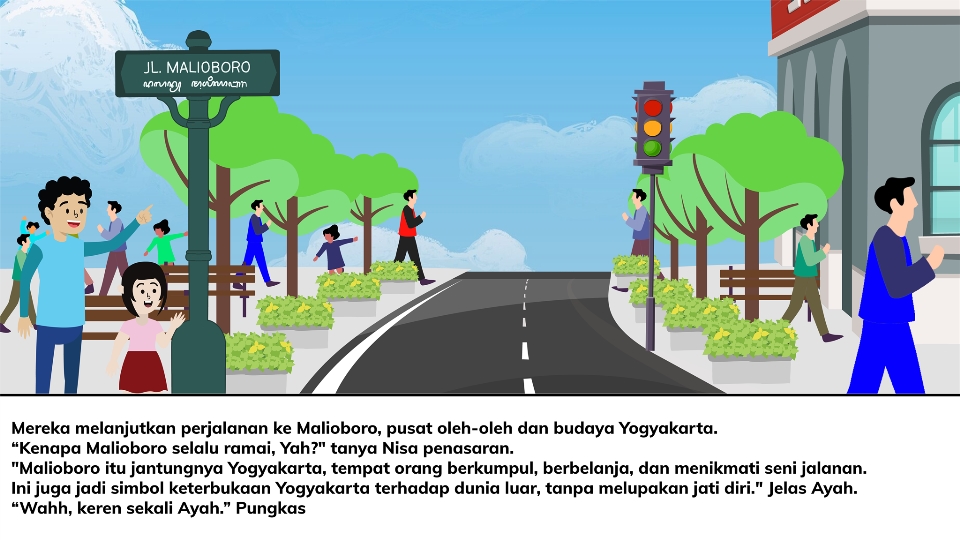 JL. MALIOBORO
Mereka melanjutkan perjalanan ke Malioboro, pusat oleh-oleh dan budaya Yogyakarta.
“Kenapa Malioboro selalu ramai, Yah?" tanya Nisa penasaran.
"Malioboro itu jantungnya Yogyakarta, tempat orang berkumpul, berbelanja, dan menikmati seni jalanan.
Ini juga jadi simbol keterbukaan Yogyakarta terhadap dunia luar, tanpa melupakan jati diri." Jelas Ayah.
“Wahh, keren sekali Ayah.” Pungkas